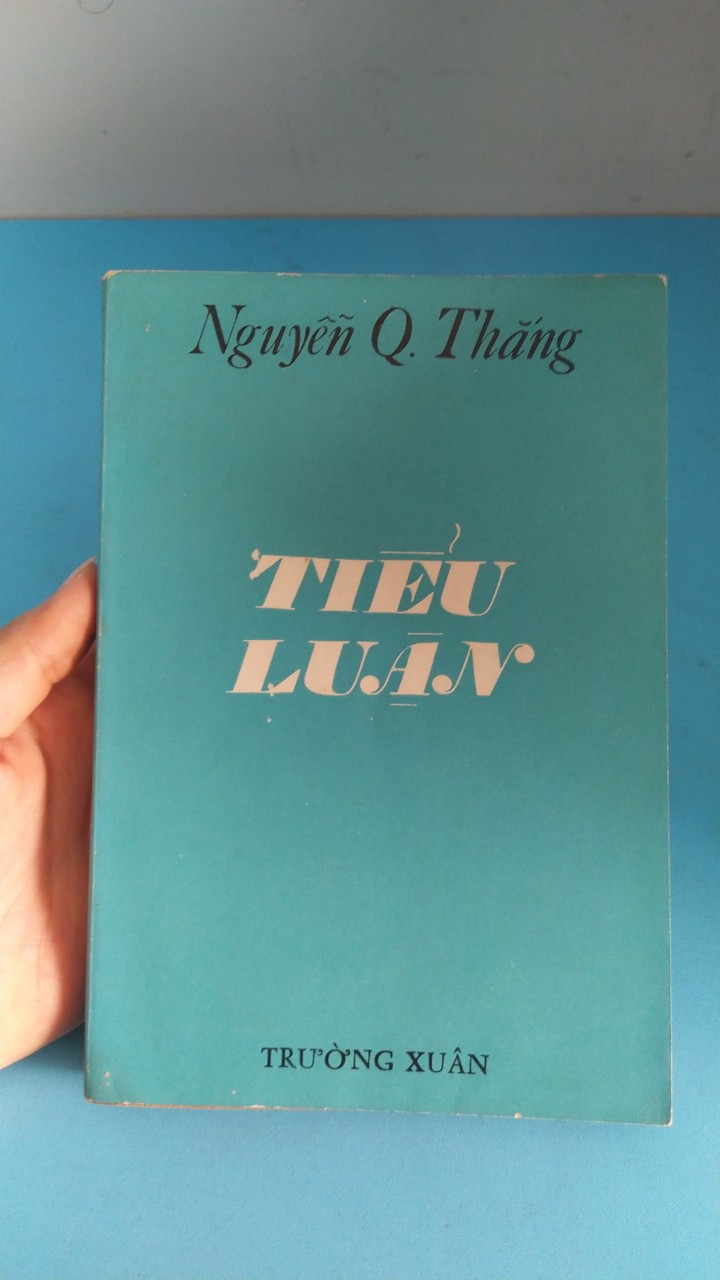 Nguyễn Q. Thắng
TIỂU
LUẬN
TRƯỜNG XUÂN